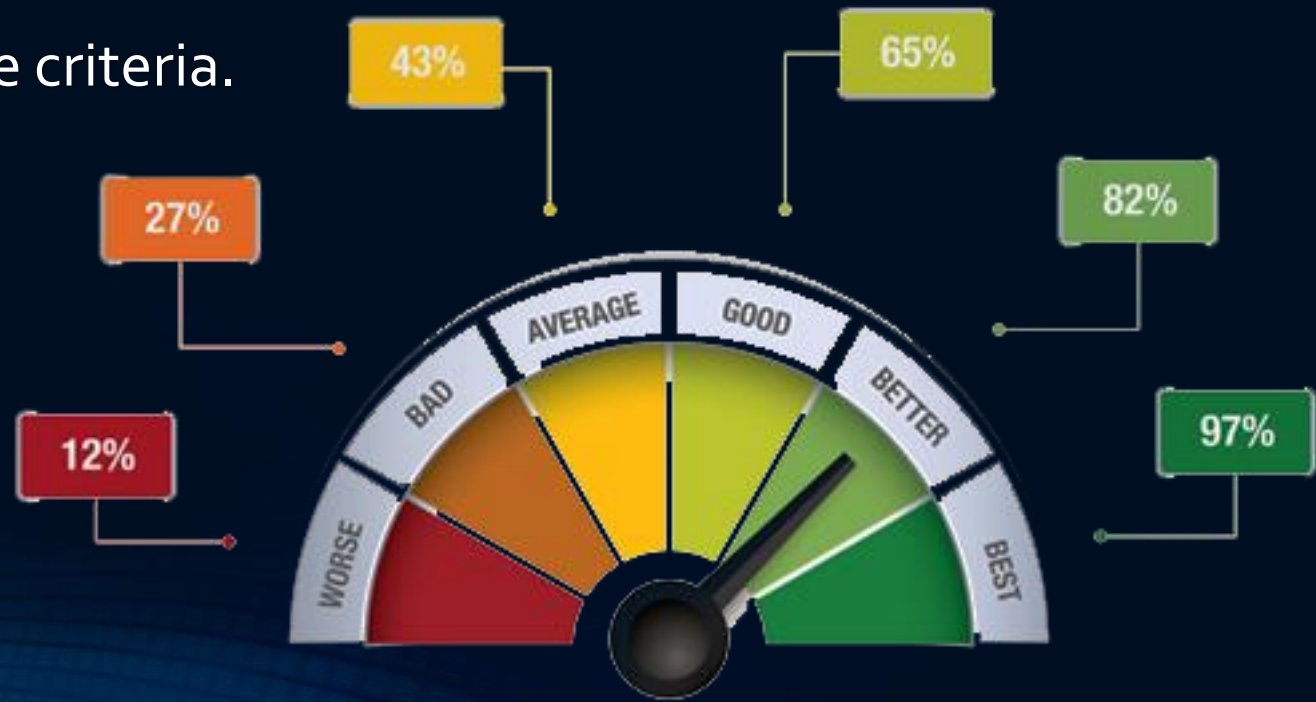 e criteria.
43%
65%
27%
82%
12%
97%
WORSE
BAD
AVERAGE
GOOD
BETTER
BEST